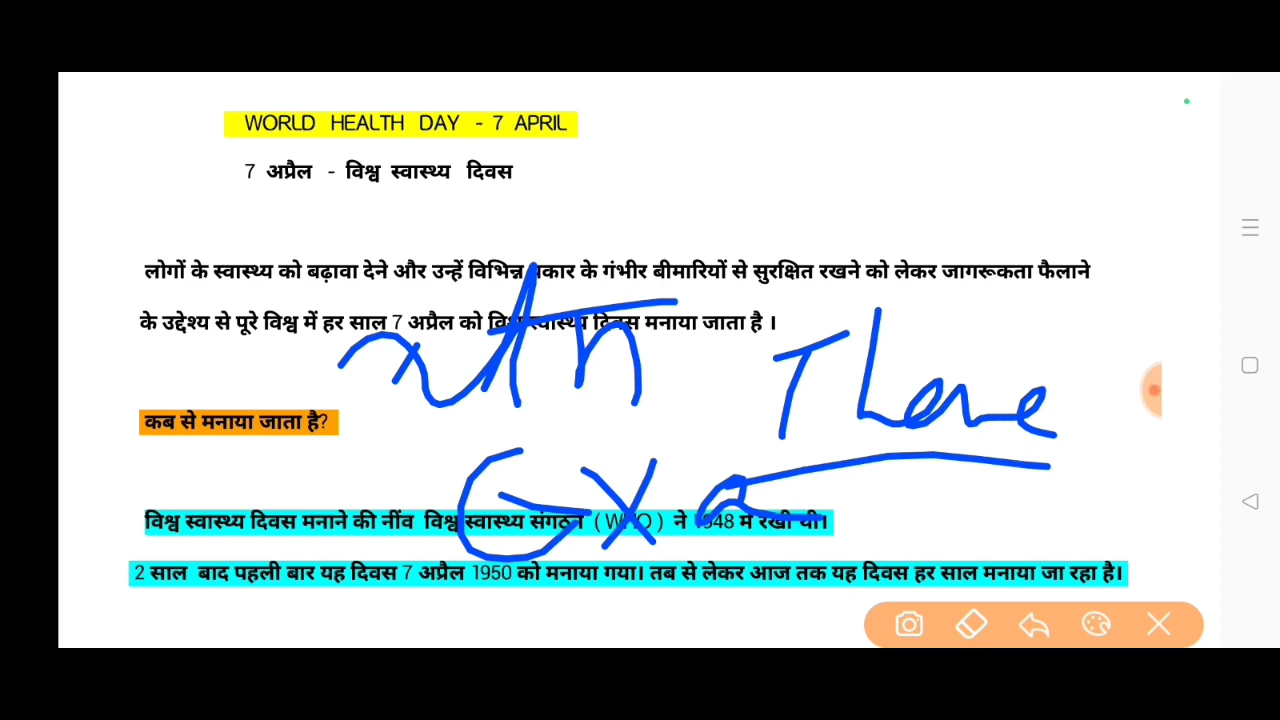 WORLD HEALTH DAY - 7 APRIL
7 अप्रैल - विश्व स्वास्थ्य दिवस
लोगों के स्वास्थ्य को बढ़ावा देने और उन्हें विभिन्न प्रकार के गंभीर बीमारियों से सुरक्षित रखने को लेकर जागरूकता फैलाने
के उद्देश्य से पूरे विश्व में हर साल 7 अप्रैल को विश्व स्वास्थ्य दिवस मनाया जाता है ।
Theme
कब से मनाया जाता है?
विश्व स्वास्थ्य दिवस मनाने की नींव विश्व स्वास्थ्य संगठन ( WHO ) ने 1948 में रखी थी।
2 साल बाद पहली बार यह दिवस 7 अप्रैल 1950 को मनाया गया। तब से लेकर आज तक यह दिवस हर साल मनाया जा रहा है।